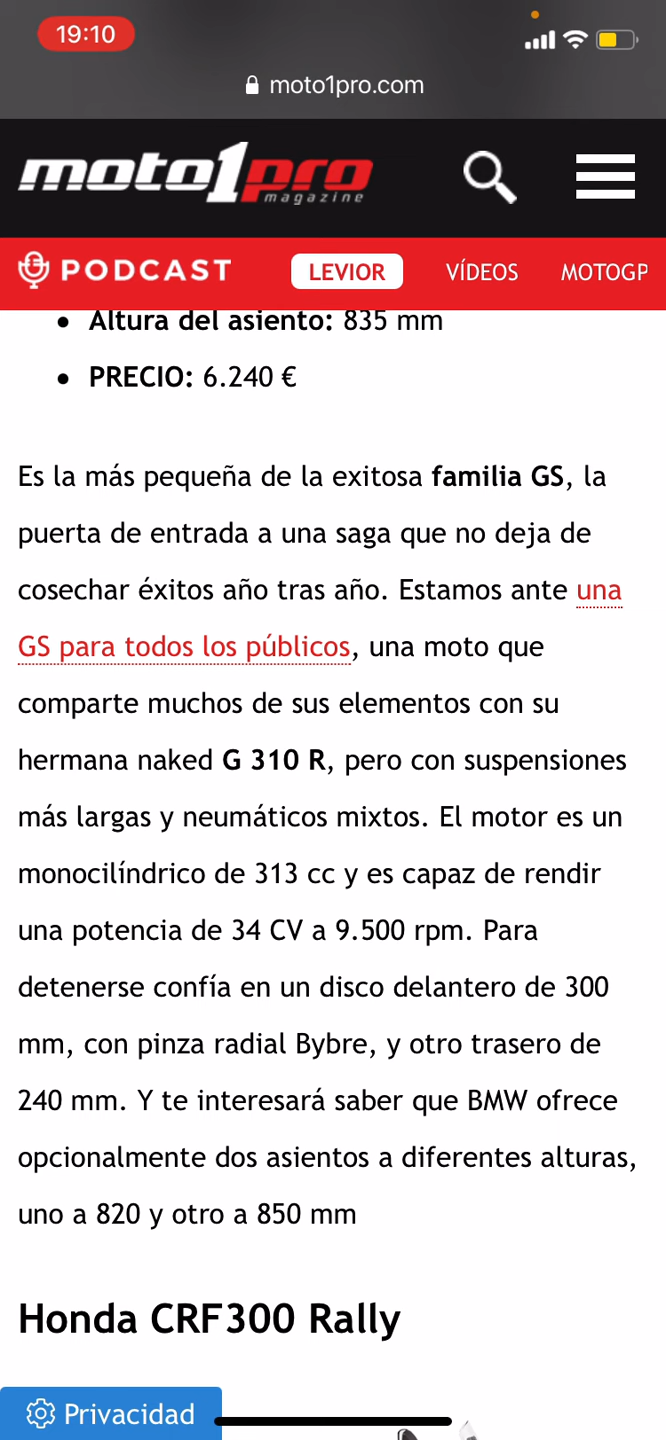 19:10
moto1pro.com
moto1pro
magazine
PODCAST LEVIOR VÍDEOS MOTOGP
• Altura del asiento: 835 mm
• PRECIO: 6.240 €
Es la más pequeña de la exitosa familia GS, la
puerta de entrada a una saga que no deja de
cosechar éxitos año tras año. Estamos ante una
GS para todos los públicos, una moto que
comparte muchos de sus elementos con su
hermana naked G 310 R, pero con suspensiones
más largas y neumáticos mixtos. El motor es un
monocilíndrico de 313 cc y es capaz de rendir
una potencia de 34 CV a 9.500 rpm. Para
detenerse confía en un disco delantero de 300
mm, con pinza radial Bybre, y otro trasero de
240 mm. Y te interesará saber que BMW ofrece
opcionalmente dos asientos a diferentes alturas,
uno a 820 y otro a 850 mm
Honda CRF300 Rally
Privacidad